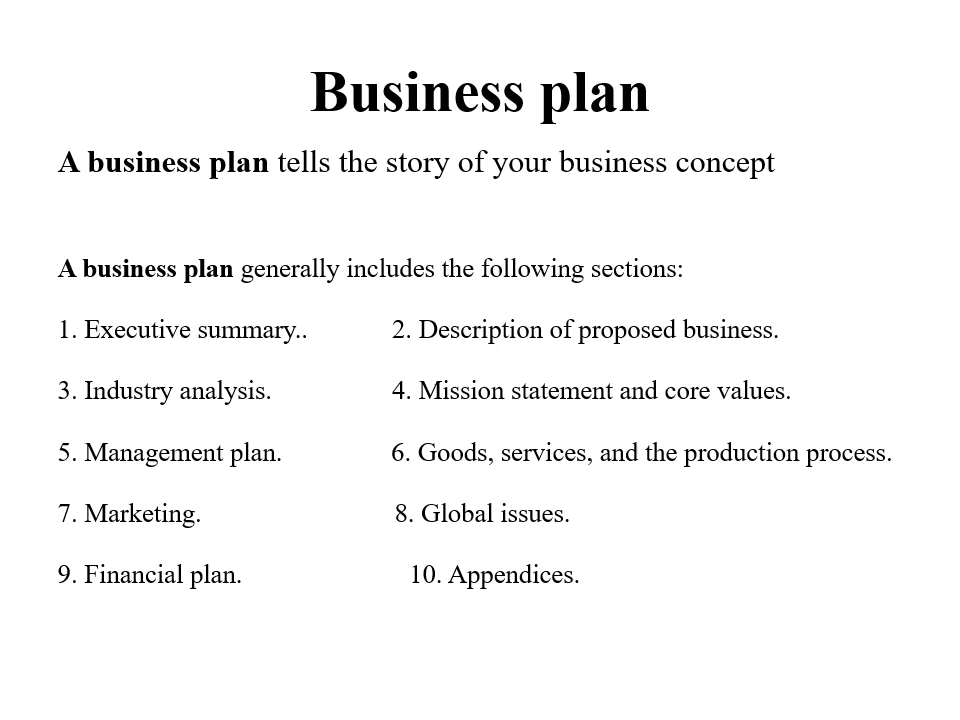 Business plan
A business plan tells the story of your business concept
A business plan generally includes the following sections:
1. Executive summary.. 2. Description of proposed business.
3. Industry analysis. 4. Mission statement and core values.
5. Management plan. 6. Goods, services, and the production process.
7. Marketing. 8. Global issues.
9. Financial plan. 10. Appendices.